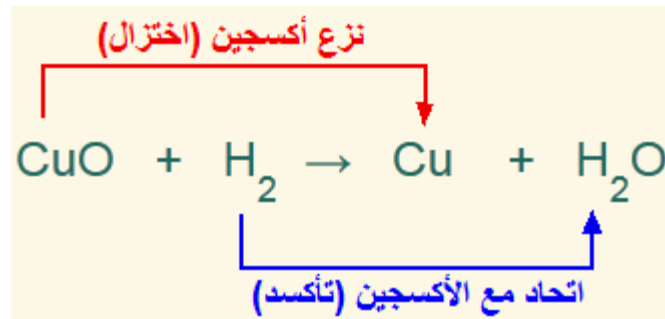 نزع أكسجين (اختزال)
CuO + H₂ → Cu + H₂O
اتحاد مع الأكسجين (تأكسد)